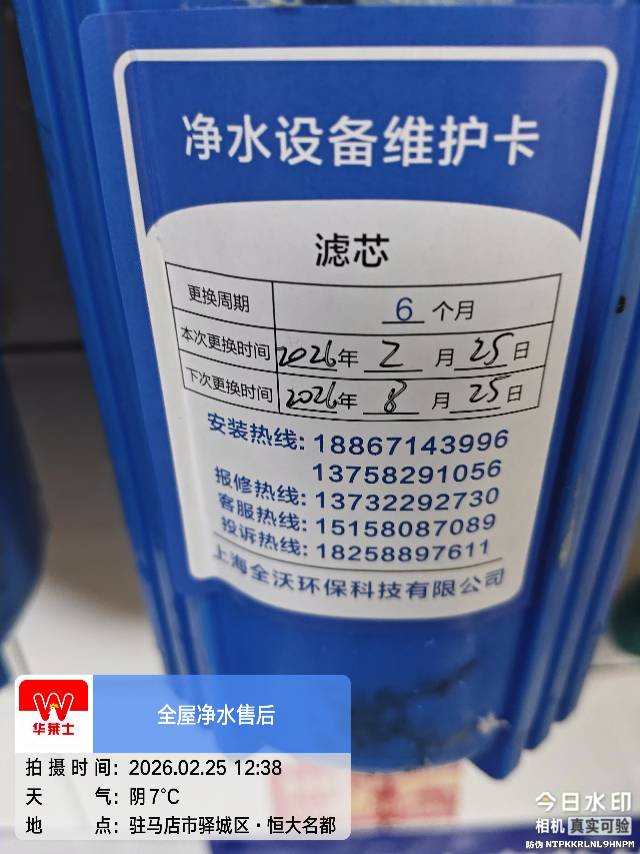 净水设备维护卡
滤芯
更换周期 6 个月
本次更换时间 2026年 2 月 25 日
下次更换时间 2026年 8 月 25 日
安装热线: 18867143996
13758291056
报修热线: 13732292730
客服热线: 15158087089
投诉热线: 18258897611
上海全沃环保科技有限公司
华莱士
全屋净水售后
拍摄时间: 2026.02.25 12:38
天气: 阴 7℃
地点: 驻马店市驿城区·恒大名都
今日水印
相机 真实可验
防伪 NTPKKRLNL9HNPM